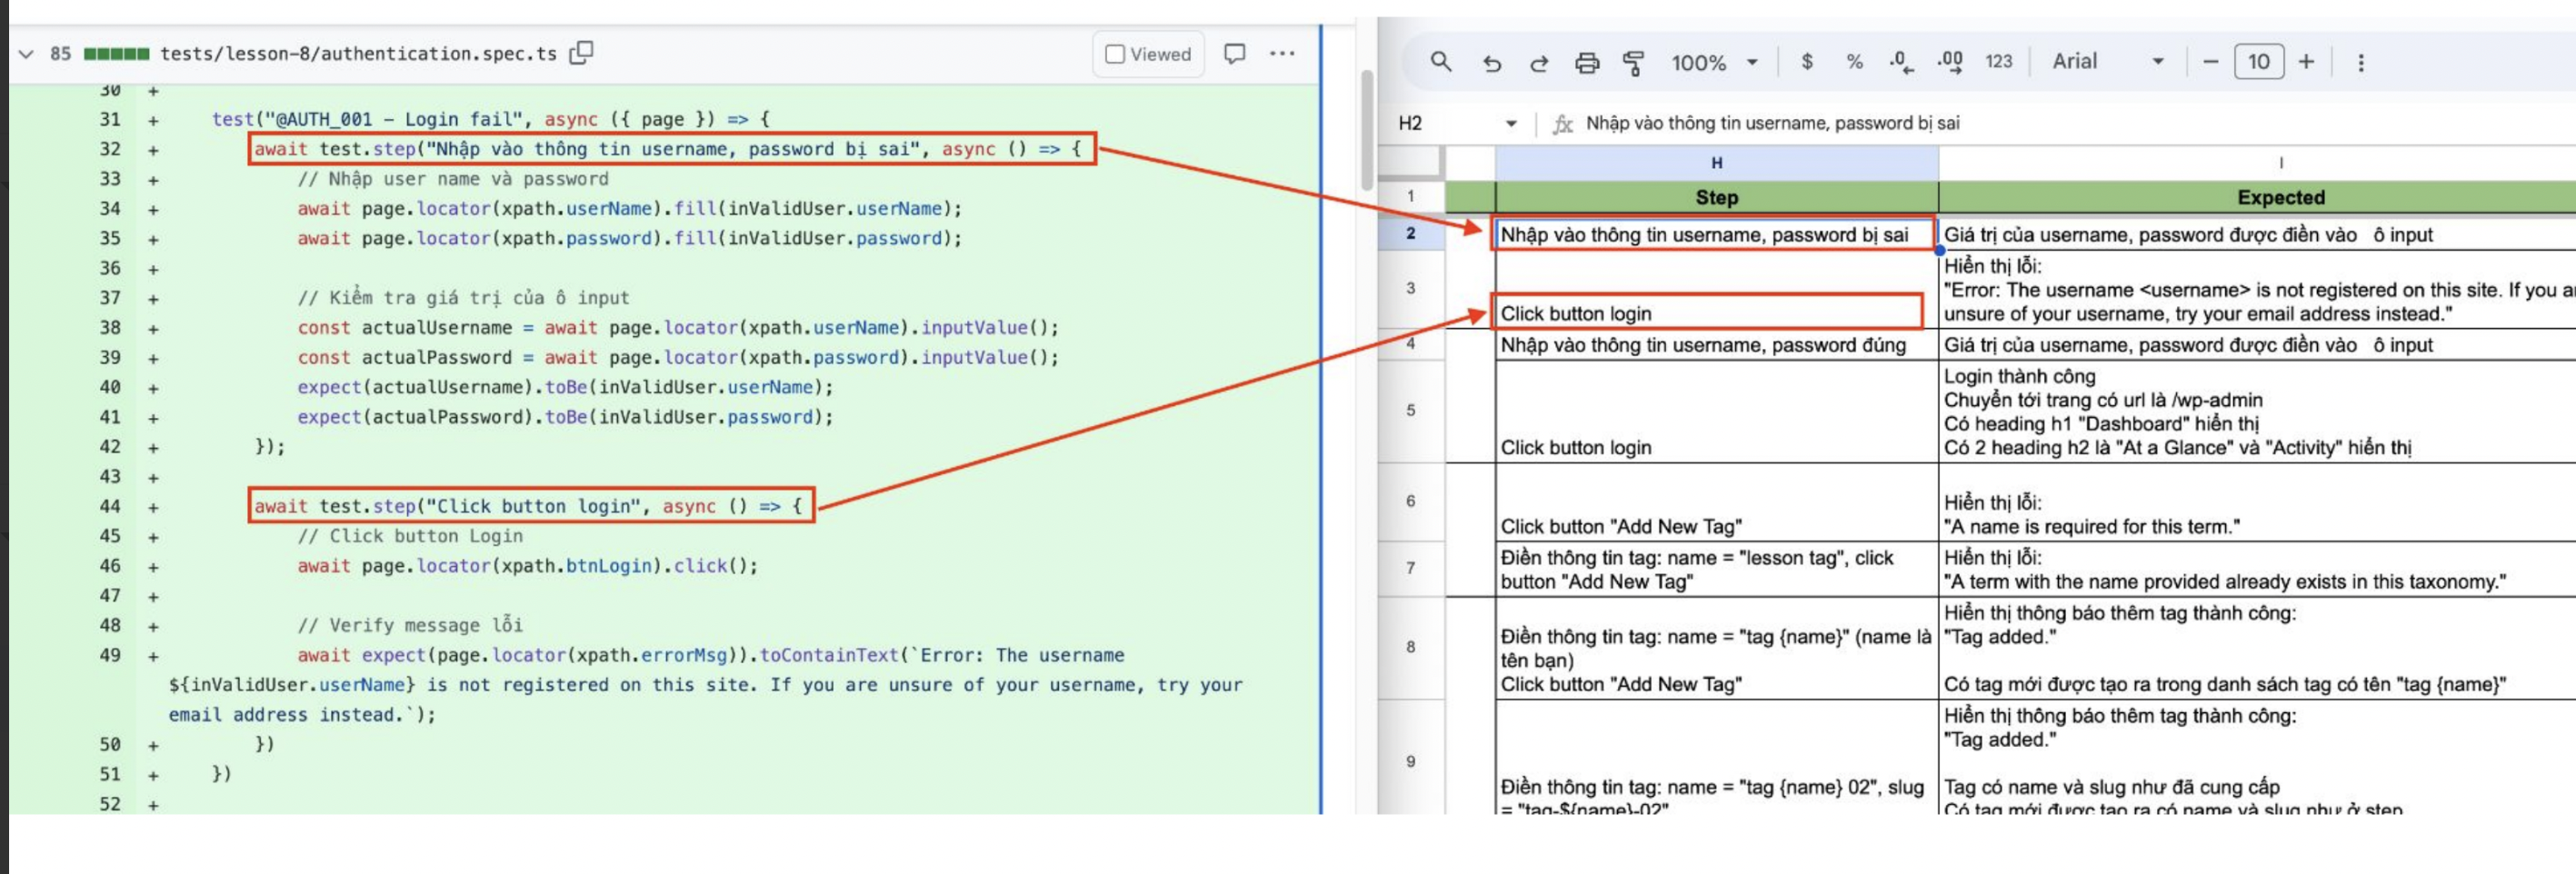 85 tests/lesson-8/authentication.spec.ts
Viewed
30 +
31 + test("@AUTH_001 – Login fail", async ({ page }) => {
32 + await test.step("Nhập vào thông tin username, password bị sai", async () => {
33 + // Nhập user name và password
34 + await page.locator(xpath.userName).fill(inValidUser.userName);
35 + await page.locator(xpath.password).fill(inValidUser.password);
36 +
37 + // Kiểm tra giá trị của ô input
38 + const actualUsername = await page.locator(xpath.userName).inputValue();
39 + const actualPassword = await page.locator(xpath.password).inputValue();
40 + expect(actualUsername).toBe(inValidUser.userName);
41 + expect(actualPassword).toBe(inValidUser.password);
42 + });
43 +
44 + await test.step("Click button login", async () => {
45 + // Click button Login
46 + await page.locator(xpath.btnLogin).click();
47 +
48 + // Verify message lỗi
49 + await expect(page.locator(xpath.errorMsg)).toContainText(`Error: The username
${inValidUser.userName} is not registered on this site. If you are unsure of your username, try your
email address instead.`);
50 + })
51 + })
52 +
100% $ % .0 .00 123 Arial − 10 +
H2 fx Nhập vào thông tin username, password bị sai
H I
1 Step Expected
2 Nhập vào thông tin username, password bị sai Giá trị của username, password được điền vào ô input
3 Click button login
Hiển thị lỗi:
"Error: The username <username> is not registered on this site. If you ar
unsure of your username, try your email address instead."
4 Nhập vào thông tin username, password đúng Giá trị của username, password được điền vào ô input
5 Click button login
Login thành công
Chuyển tới trang có url là /wp-admin
Có heading h1 "Dashboard" hiển thị
Có 2 heading h2 là "At a Glance" và "Activity" hiển thị
6 Click button "Add New Tag"
Hiển thị lỗi:
"A name is required for this term."
7 Điền thông tin tag: name = "lesson tag", click
button "Add New Tag"
Hiển thị lỗi:
"A term with the name provided already exists in this taxonomy."
8 Điền thông tin tag: name = "tag {name}" (name là
tên bạn)
Click button "Add New Tag"
Hiển thị thông báo thêm tag thành công:
"Tag added."
Có tag mới được tạo ra trong danh sách tag có tên "tag {name}"
9 Điền thông tin tag: name = "tag {name} 02", slug
= "tag-${name}-02"
Hiển thị thông báo thêm tag thành công:
"Tag added."
Tag có name và slug như đã cung cấp
Có tag mới được tạo ra có name và slug như ở step